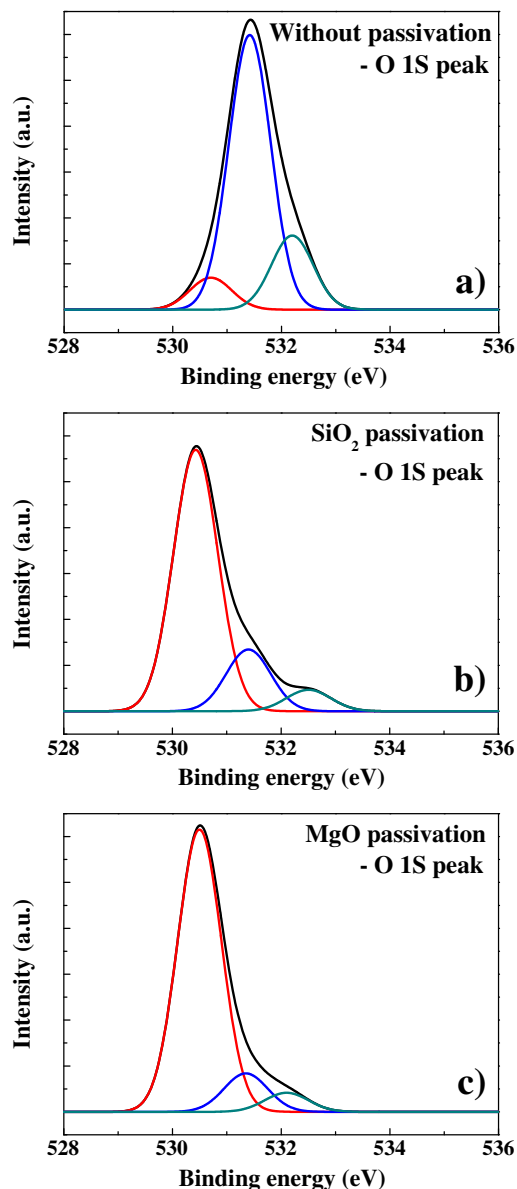 Without passivation
- O 1S peak
Intensity (a.u.)
a)
528 530 532 534 536
Binding energy (eV)
SiO₂ passivation
- O 1S peak
Intensity (a.u.)
b)
528 530 532 534 536
Binding energy (eV)
MgO passivation
- O 1S peak
Intensity (a.u.)
c)
528 530 532 534 536
Binding energy (eV)